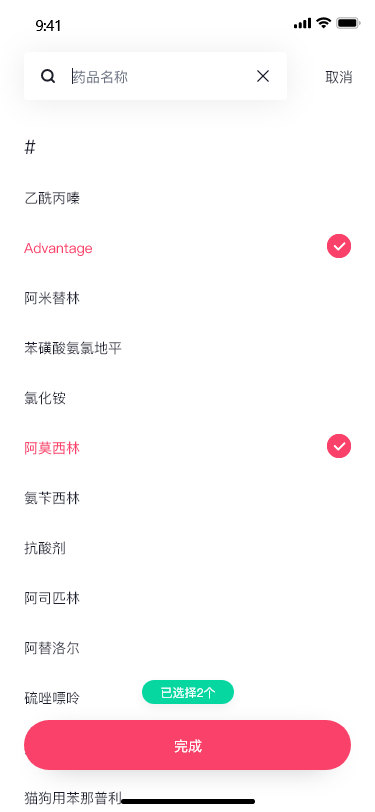 9:41
药品名称
取消
#
乙酰丙嗪
Advantage
阿米替林
苯磺酸氨氯地平
氯化铵
阿莫西林
氨苄西林
抗酸剂
阿司匹林
阿替洛尔
硫唑嘌呤
已选择2个
完成
猫狗用苯那普利